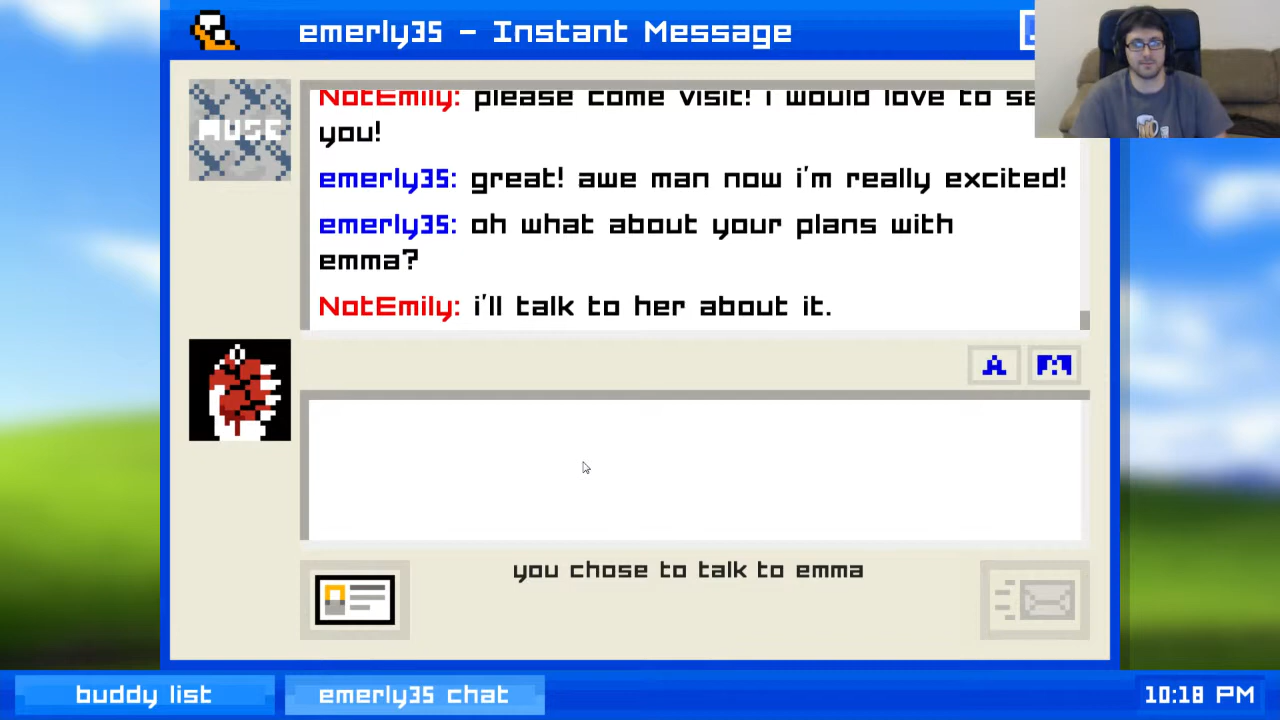 emerly35 - Instant Message
MUSE
NotEmily: please come visit! i would love to se
you!
emerly35: great! awe man now i'm really excited!
emerly35: oh what about your plans with
emma?
NotEmily: i'll talk to her about it.
A
you chose to talk to emma
buddy list
emerly35 chat
10:18 PM